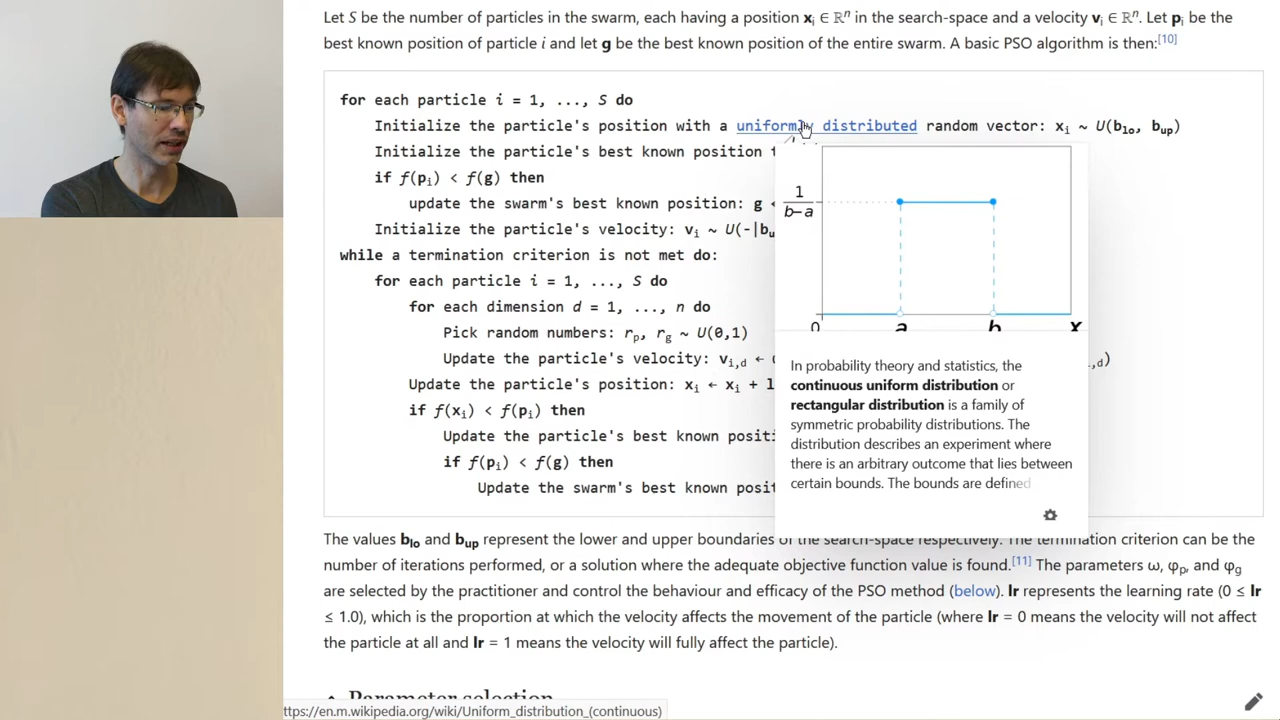 Let S be the number of particles in the swarm, each having a position xᵢ ∈ ℝⁿ in the search-space and a velocity vᵢ ∈ ℝⁿ. Let pᵢ be the
best known position of particle i and let g be the best known position of the entire swarm. A basic PSO algorithm is then:[10]
for each particle i = 1, ..., S do
Initialize the particle's position with a uniformly distributed random vector: xᵢ ~ U(b_lo, b_up)
Initialize the particle's best known position
if f(pᵢ) < f(g) then
update the swarm's best known position: g
Initialize the particle's velocity: vᵢ ~ U(-|b
while a termination criterion is not met do:
for each particle i = 1, ..., S do
for each dimension d = 1, ..., n do
Pick random numbers: r_p, r_g ~ U(0,1)
Update the particle's velocity: v_i,d ← i,d)
Update the particle's position: xᵢ ← xᵢ + l
if f(xᵢ) < f(pᵢ) then
Update the particle's best known position
if f(pᵢ) < f(g) then
Update the swarm's best known posit
1
b−a
0 a b x
In probability theory and statistics, the
continuous uniform distribution or
rectangular distribution is a family of
symmetric probability distributions. The
distribution describes an experiment where
there is an arbitrary outcome that lies between
certain bounds. The bounds are defined
The values b_lo and b_up represent the lower and upper boundaries of the search-space respectively. The termination criterion can be the
number of iterations performed, or a solution where the adequate objective function value is found.[11] The parameters ω, φ_p, and φ_g
are selected by the practitioner and control the behaviour and efficacy of the PSO method (below). lr represents the learning rate (0 ≤ lr
≤ 1.0), which is the proportion at which the velocity affects the movement of the particle (where lr = 0 means the velocity will not affect
the particle at all and lr = 1 means the velocity will fully affect the particle).
Parameter selection
ttps://en.m.wikipedia.org/wiki/Uniform_distribution_(continuous)